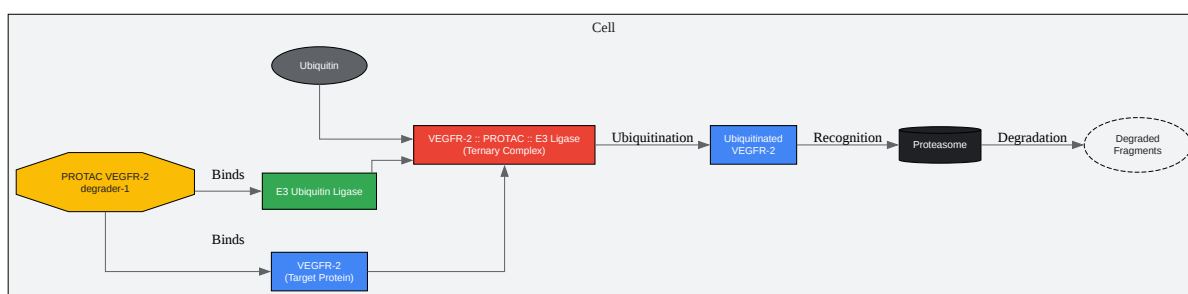 Cell
Ubiquitin
VEGFR-2 :: PROTAC :: E3 Ligase
(Ternary Complex)
Ubiquitination
Ubiquitinated
VEGFR-2
Recognition
Proteasome
Degradation
Degraded
Fragments
PROTAC VEGFR-2
degrader-1
Binds
E3 Ubiquitin Ligase
Binds
VEGFR-2
(Target Protein)